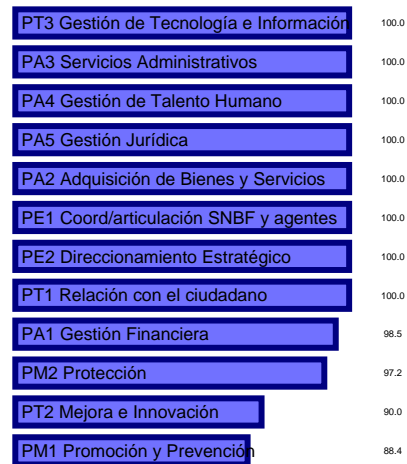 PT3 Gestión de Tecnología e Información 100.0
PA3 Servicios Administrativos 100.0
PA4 Gestión de Talento Humano 100.0
PA5 Gestión Jurídica 100.0
PA2 Adquisición de Bienes y Servicios 100.0
PE1 Coord/articulación SNBF y agentes 100.0
PE2 Direccionamiento Estratégico 100.0
PT1 Relación con el ciudadano 100.0
PA1 Gestión Financiera 98.5
PM2 Protección 97.2
PT2 Mejora e Innovación 90.0
PM1 Promoción y Prevención 88.4